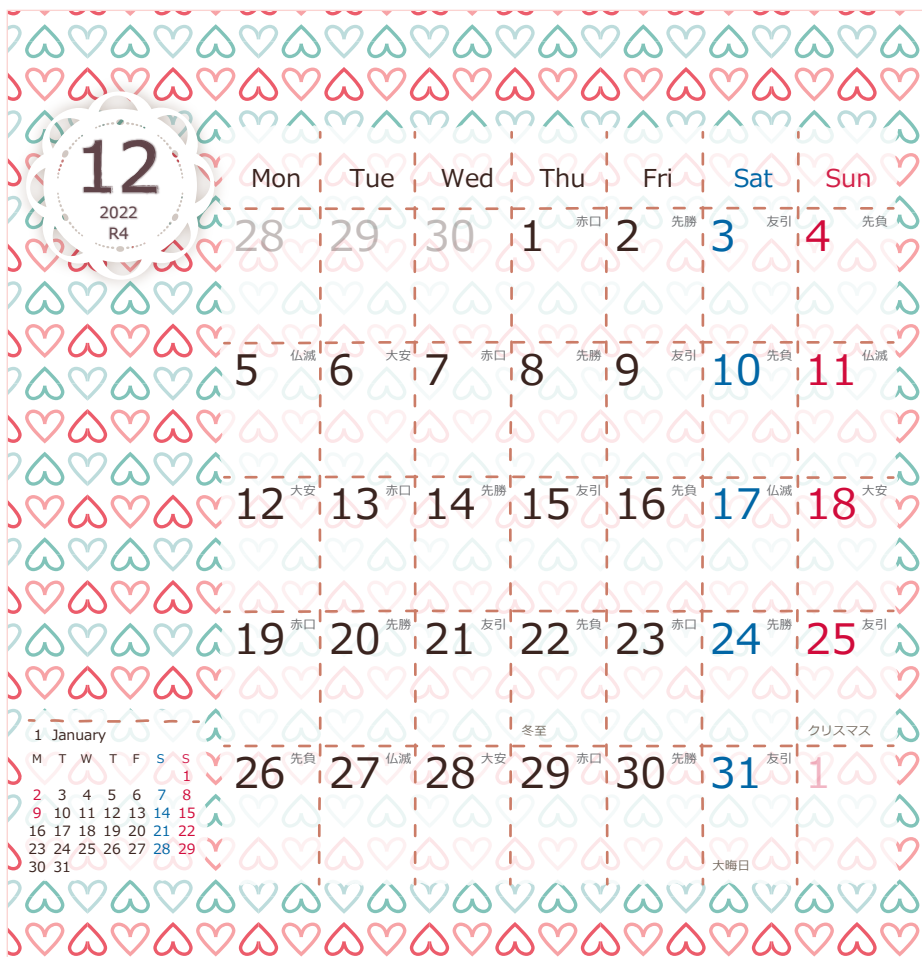 12
2022
R4
Mon Tue Wed Thu Fri Sat Sun
28 29 30 1 赤口 2 先勝 3 友引 4 先負
5 仏滅 6 大安 7 赤口 8 先勝 9 友引 10 先負 11 仏滅
12 大安 13 赤口 14 先勝 15 友引 16 先負 17 仏滅 18 大安
19 赤口 20 先勝 21 友引 22 先負 23 赤口 24 先勝 25 友引
冬至 クリスマス
26 先負 27 仏滅 28 大安 29 赤口 30 先勝 31 友引 1
大晦日
1 January
M T W T F S S
1
2 3 4 5 6 7 8
9 10 11 12 13 14 15
16 17 18 19 20 21 22
23 24 25 26 27 28 29
30 31